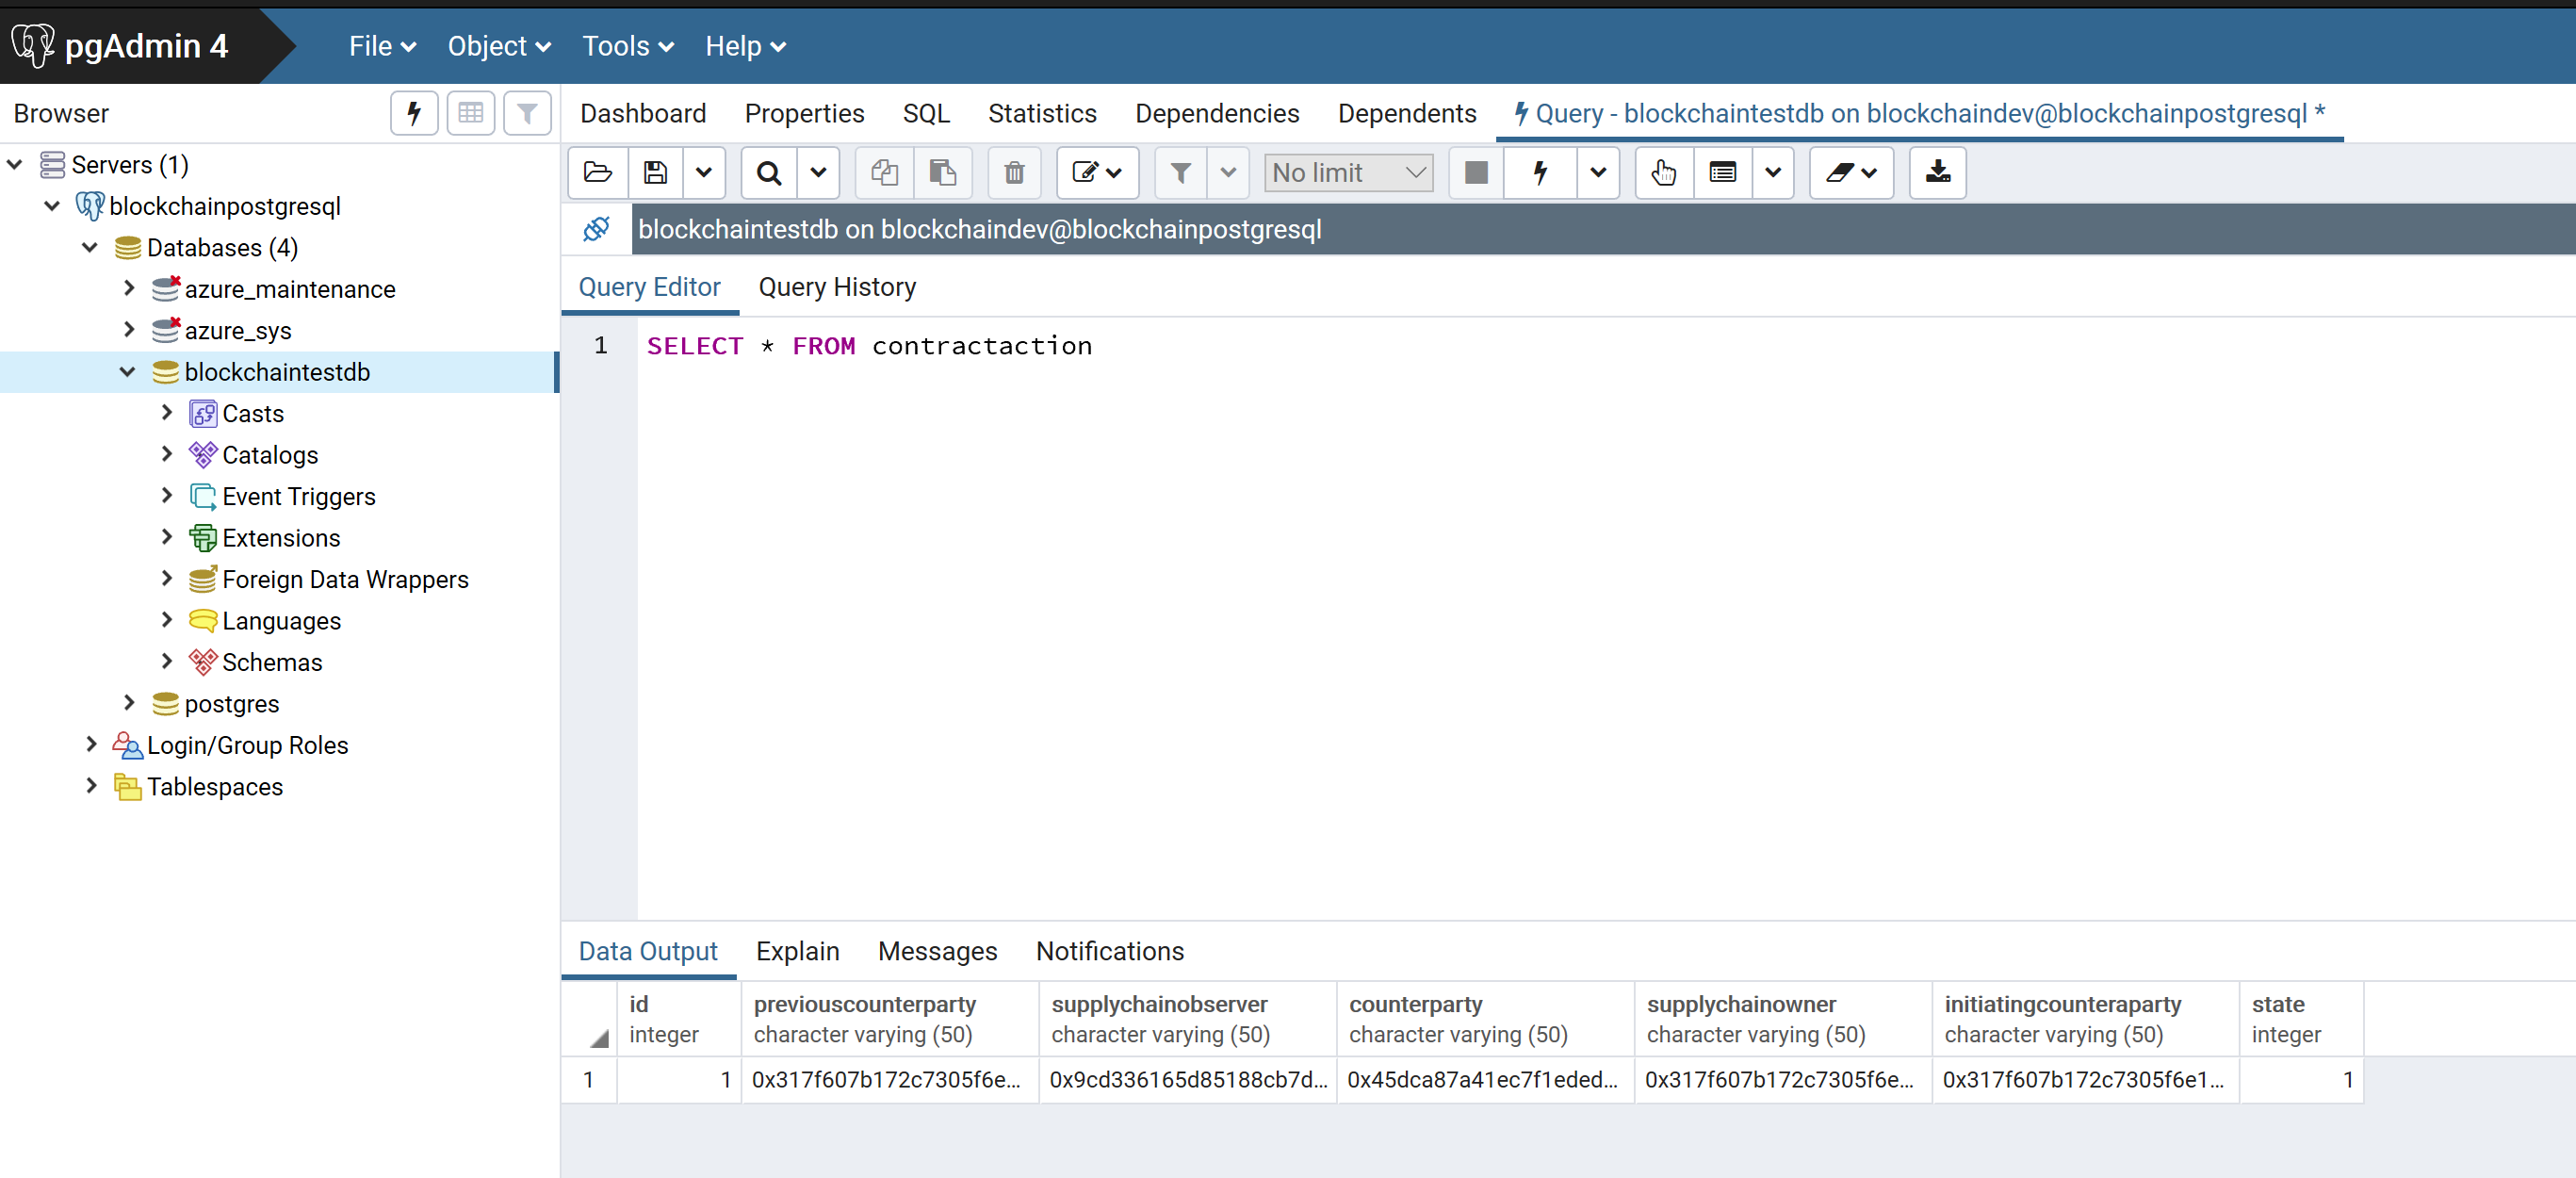 pgAdmin 4
File Object Tools Help
Browser
Dashboard Properties SQL Statistics Dependencies Dependents Query - blockchaintestdb on blockchaindev@blockchainpostgresql *
Servers (1)
blockchainpostgresql
Databases (4)
azure_maintenance
azure_sys
blockchaintestdb
Casts
Catalogs
Event Triggers
Extensions
Foreign Data Wrappers
Languages
Schemas
postgres
Login/Group Roles
Tablespaces
No limit
blockchaintestdb on blockchaindev@blockchainpostgresql
Query Editor Query History
1 SELECT * FROM contractaction
Data Output Explain Messages Notifications
id previouscounterparty supplychainobserver counterparty supplychainowner initiatingcounteraparty state
integer character varying (50) character varying (50) character varying (50) character varying (50) character varying (50) integer
1 1 0x317f607b172c7305f6e... 0x9cd336165d85188cb7d... 0x45dca87a41ec7f1eded... 0x317f607b172c7305f6e... 0x317f607b172c7305f6e1... 1